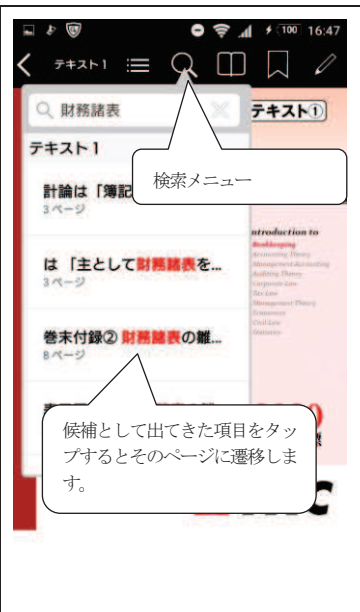 100 16:47
テキスト1
財務諸表
テキスト①
テキスト1
検索メニュー
計論は「簿記
3ページ
ntroduction to
Bookkeeping
Accounting Theory
Management Accounting
Auditing Theory
Corporate Law
Tax Law
Management Theory
Economics
Civil Law
Statistics
は「主として財務諸表を...
3ページ
巻末付録② 財務諸表の雛...
8ページ
候補として出てきた項目をタッ
プするとそのページに遷移しま
す。